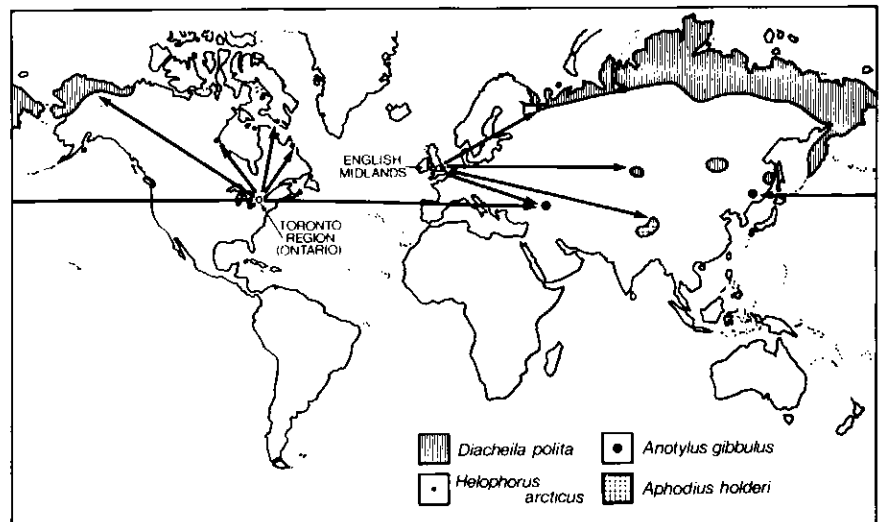 ENGLISH
MIDLANDS
TORONTO
REGION
(ONTARIO)
Diacheila polita
Anotylus gibbulus
Helophorus
arcticus
Aphodius holderi